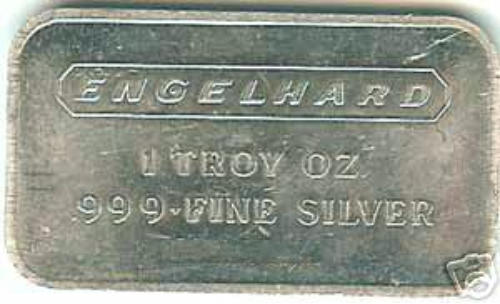 ENGELHARD
1 TROY OZ.
999+FINE SILVER